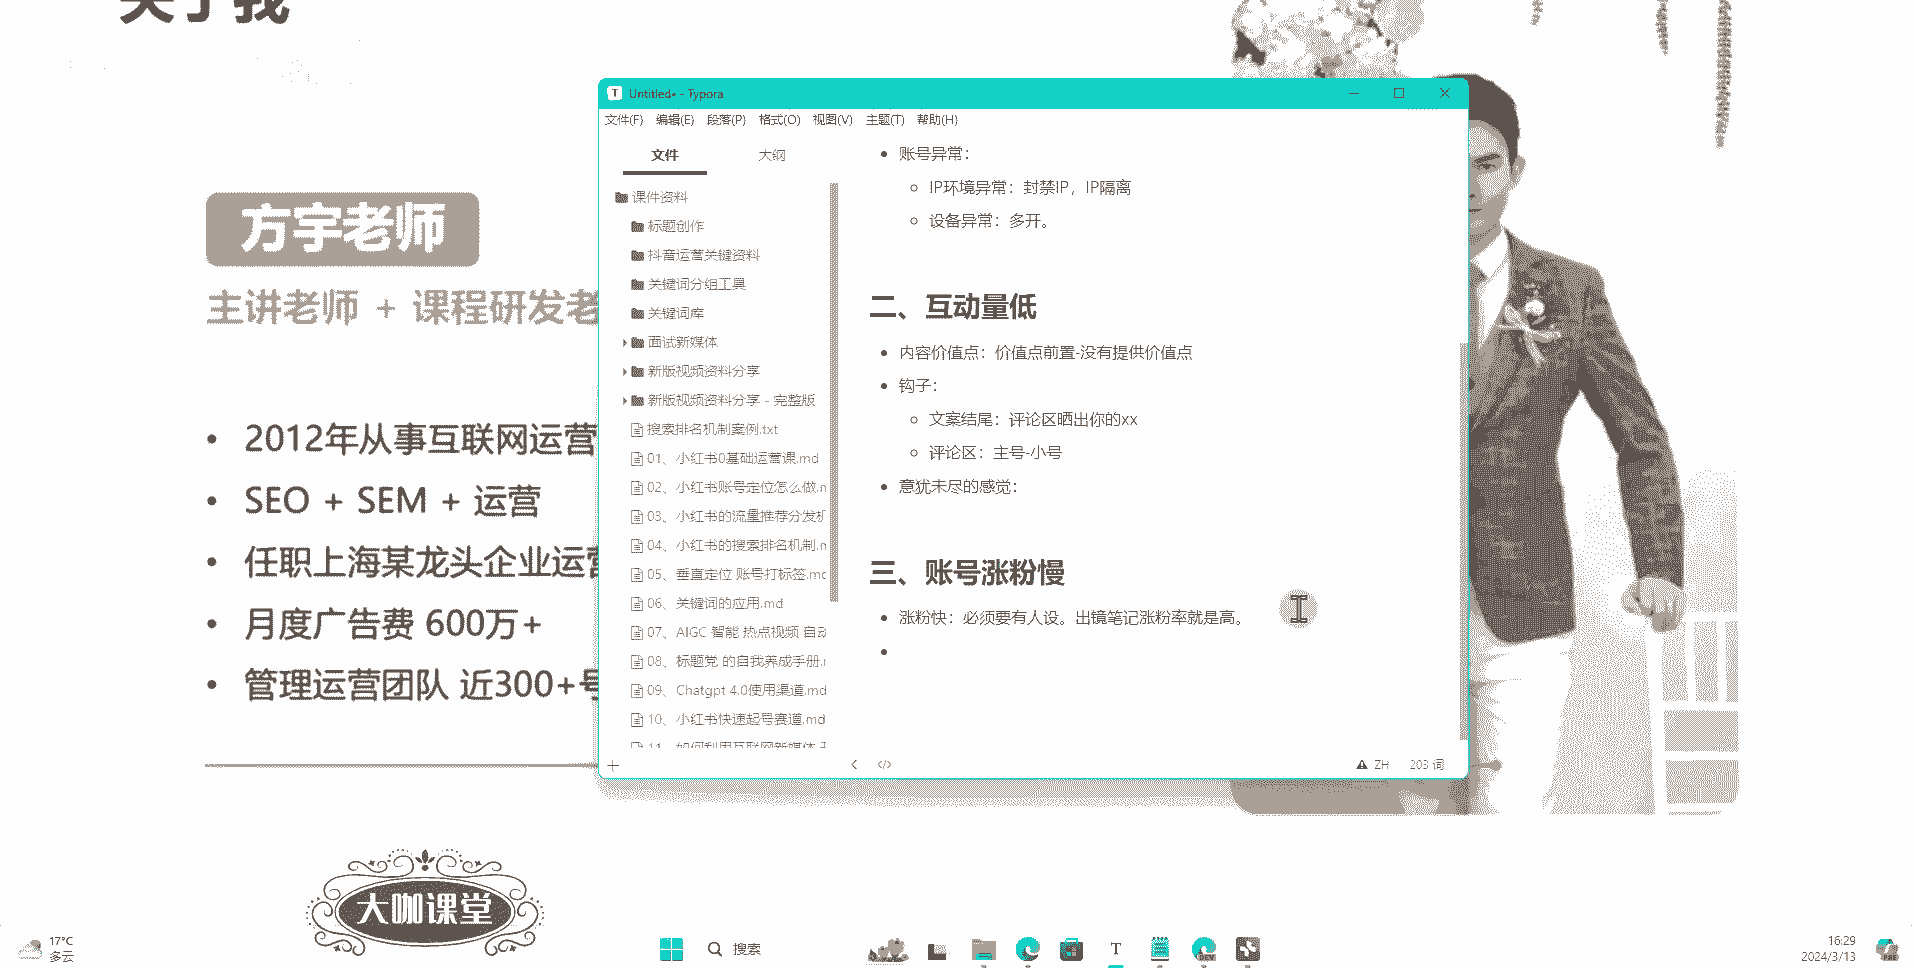 关于我
方宇老师
主讲老师 + 课程研发老
• 2012年从事互联网运营
• SEO + SEM + 运营
• 任职上海某龙头企业运营
• 月度广告费 600万+
• 管理运营团队 近300+号
大咖课堂
Untitled• - Typora
文件(F) 编辑(E) 段落(P) 格式(O) 视图(V) 主题(T) 帮助(H)
文件 大纲
课件资料
标题创作
抖音运营关键资料
关键词分组工具
关键词库
面试新媒体
新版视频资料分享
新版视频资料分享 - 完整版
搜索排名机制案例.txt
01、小红书0基础运营课.md
02、小红书账号定位怎么做.m
03、小红书的流量推荐分发机
04、小红书的搜索排名机制.m
05、垂直定位 账号打标签.md
06、关键词的应用.md
07、AIGC 智能 热点视频 自动
08、标题党 的自我养成手册.m
09、Chatgpt 4.0使用渠道.md
10、小红书快速起号赛道.md
11、如何利用互联网新媒体
• 账号异常：
IP环境异常：封禁IP，IP隔离
设备异常：多开。
二、互动量低
• 内容价值点：价值点前置-没有提供价值点
• 钩子：
文案结尾：评论区晒出你的xx
评论区：主号-小号
• 意犹未尽的感觉：
三、账号涨粉慢
• 涨粉快：必须要有人设。出镜笔记涨粉率就是高。
ZH 203 词
17°C
多云
搜索
T
DEV
16:29
2024/3/13
PRE